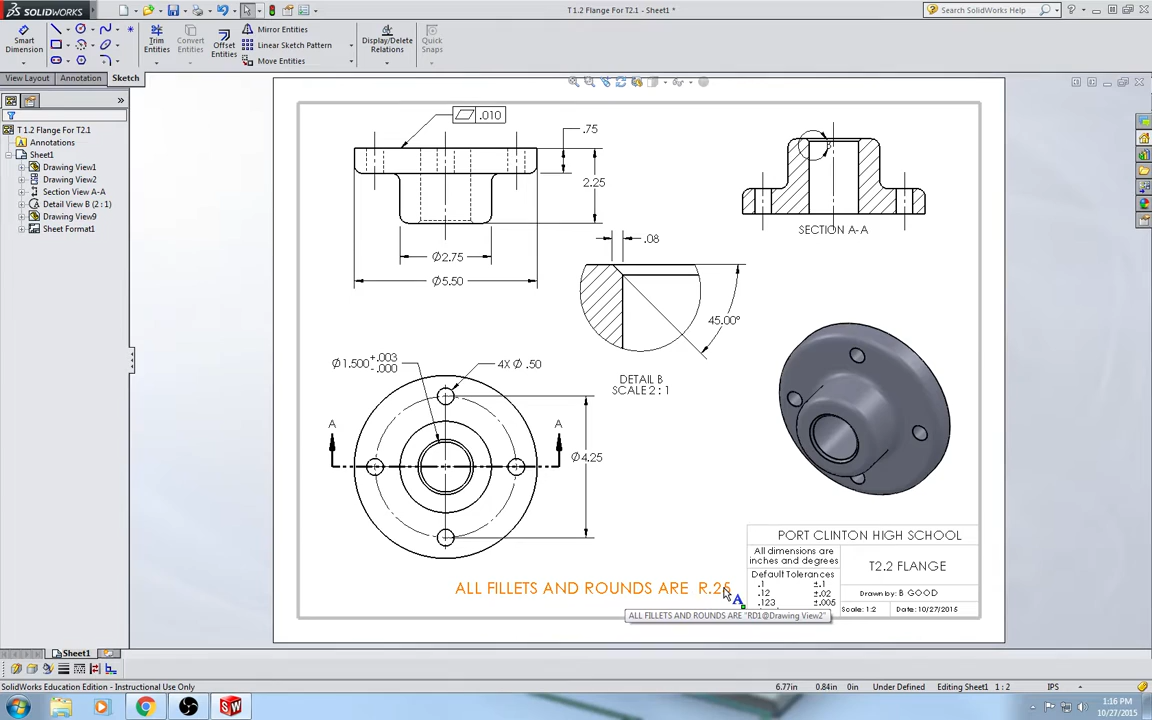 SOLIDWORKS
T 1.2 Flange For T2.1 - Sheet1 *
Search SolidWorks Help
Smart
Dimension
Trim
Entities
Convert
Entities
Offset
Entities
Mirror Entities
Linear Sketch Pattern
Move Entities
Display/Delete
Relations
Quick
Snaps
View Layout
Annotation
Sketch
T 1.2 Flange For T2.1
Annotations
Sheet1
Drawing View1
Drawing View2
Section View A-A
Detail View B (2 : 1)
Drawing View9
Sheet Format1
.010
.75
2.25
Ø2.75
Ø5.50
B
SECTION A-A
.08
45.00°
DETAIL B
SCALE 2 : 1
Ø1.500 +.003 -.000
4X Ø .50
A
A
Ø4.25
ALL FILLETS AND ROUNDS ARE R.25
A
ALL FILLETS AND ROUNDS ARE "RD1@Drawing View2"
PORT CLINTON HIGH SCHOOL
All dimensions are
inches and degrees
Default Tolerances
.1 ±.1
.12 ±.02
.123 ±.005
T2.2 FLANGE
Drawn by: B GOOD
Scale: 1:2
Date: 10/27/2015
Sheet1
SolidWorks Education Edition - Instructional Use Only
6.77in
0.84in
0in
Under Defined
Editing Sheet1
1 : 2
IPS
1:16 PM
10/27/2015